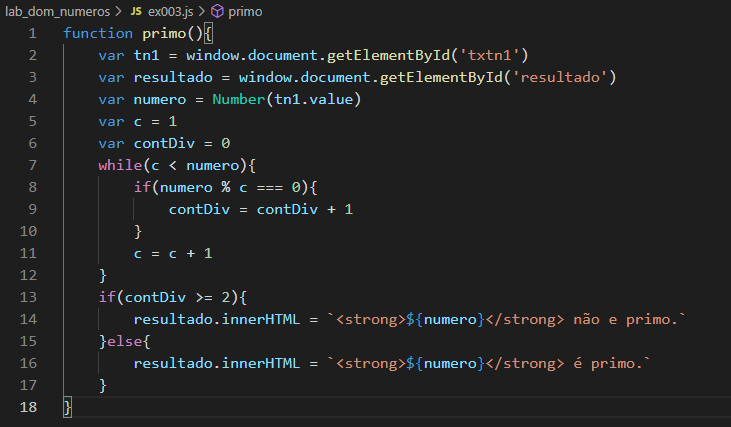 lab_dom_numeros > JS ex003.js > primo
1 function primo(){
2     var tn1 = window.document.getElementById('txtn1')
3     var resultado = window.document.getElementById('resultado')
4     var numero = Number(tn1.value)
5     var c = 1
6     var contDiv = 0
7     while(c < numero){
8         if(numero % c === 0){
9             contDiv = contDiv + 1
10         }
11         c = c + 1
12     }
13     if(contDiv >= 2){
14         resultado.innerHTML = `<strong>${numero}</strong> não e primo.`
15     }else{
16         resultado.innerHTML = `<strong>${numero}</strong> é primo.`
17     }
18 }